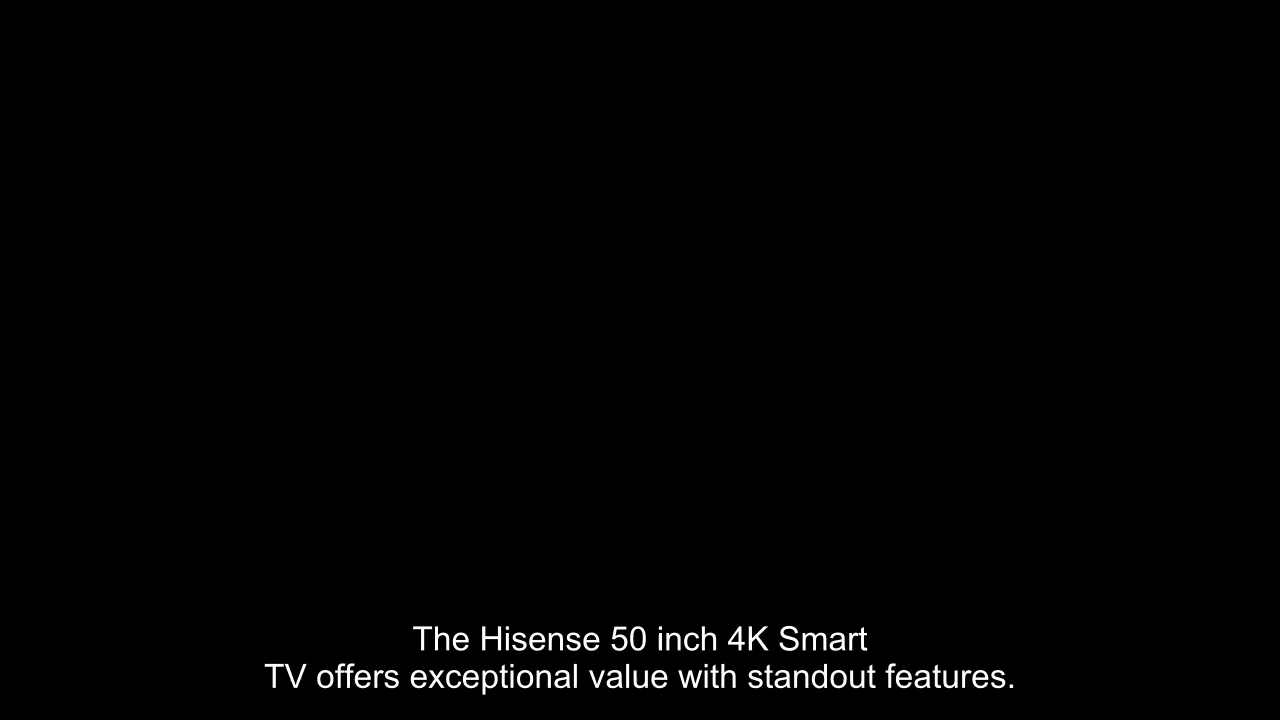 The Hisense 50 inch 4K Smart
TV offers exceptional value with standout features.